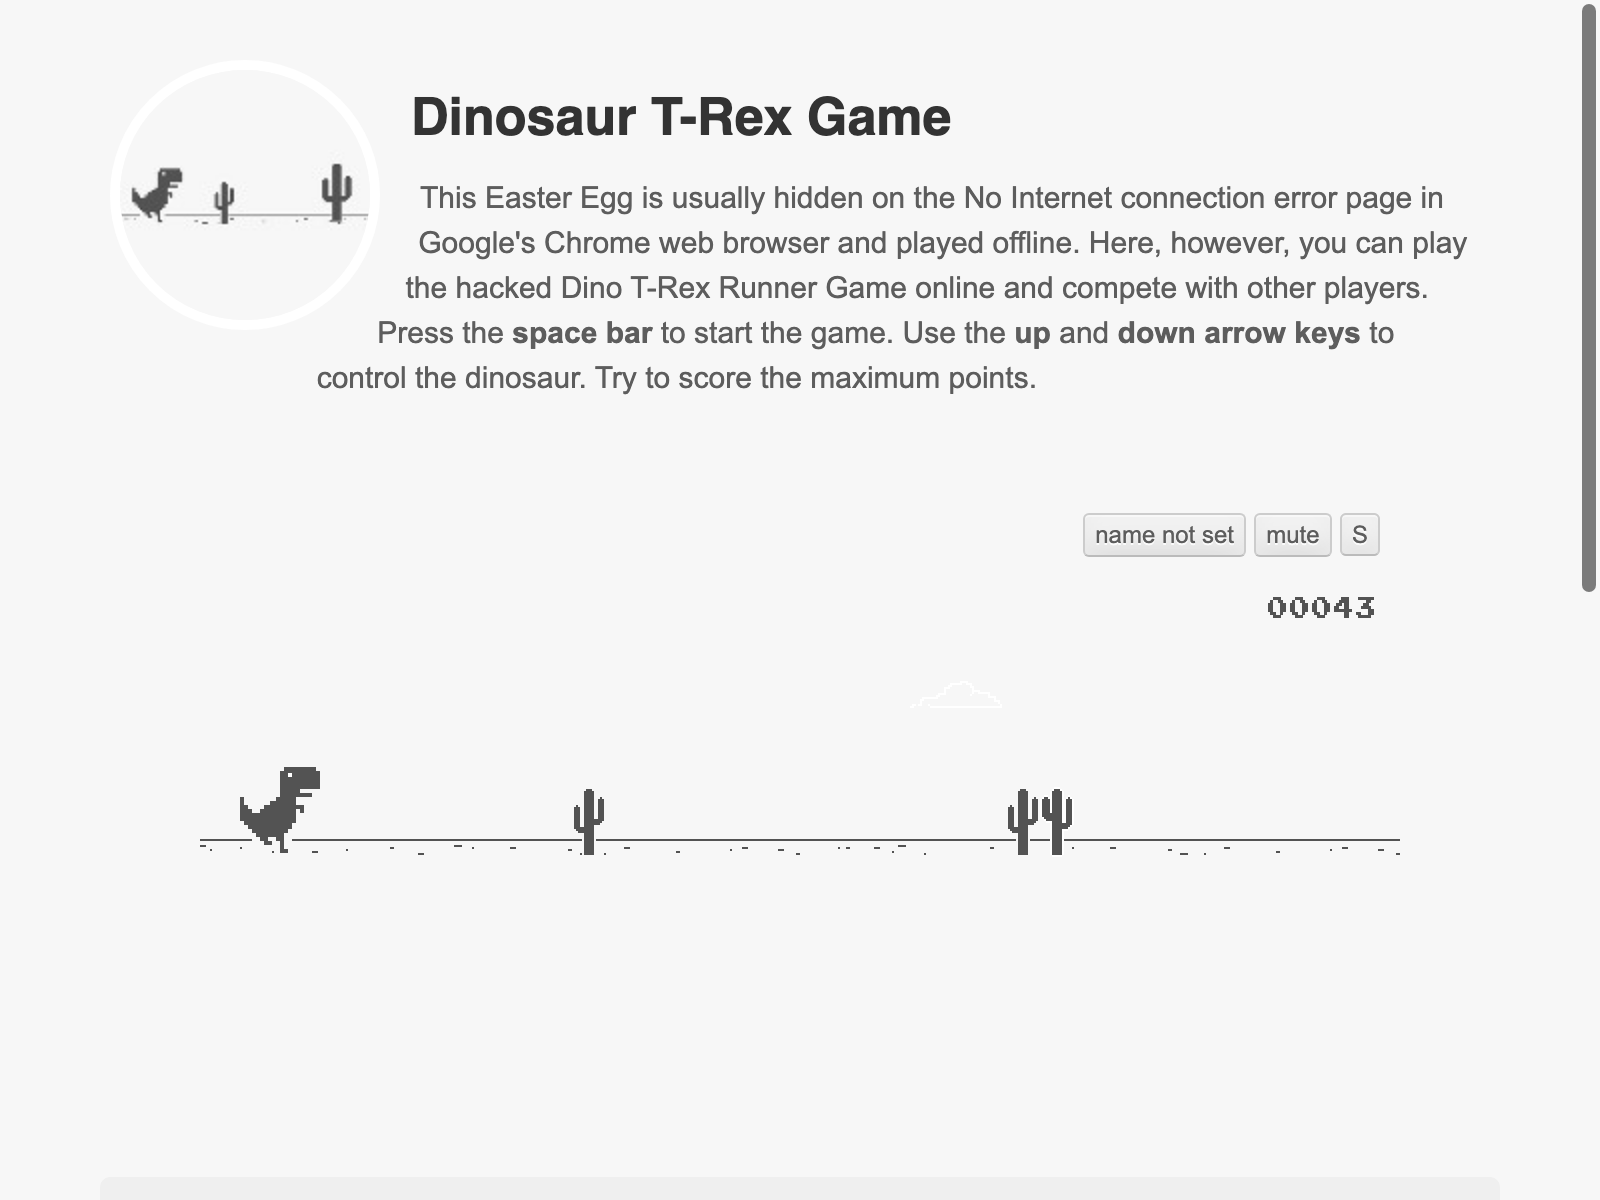 Dinosaur T-Rex Game
This Easter Egg is usually hidden on the No Internet connection error page in
Google's Chrome web browser and played offline. Here, however, you can play
the hacked Dino T-Rex Runner Game online and compete with other players.
Press the space bar to start the game. Use the up and down arrow keys to
control the dinosaur. Try to score the maximum points.
name not set mute S
00043